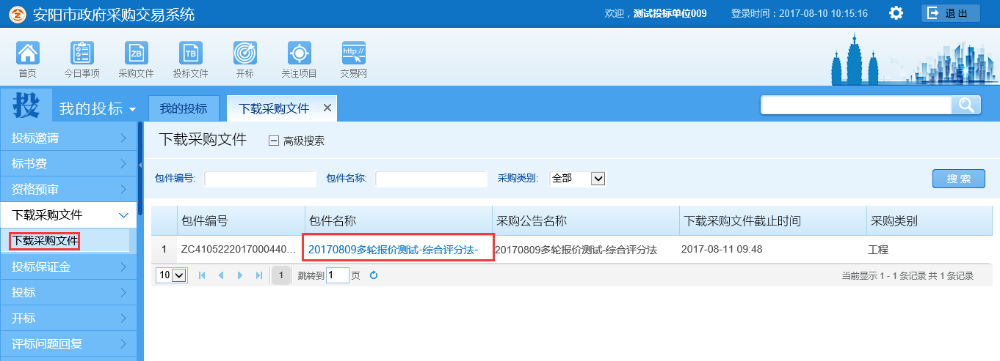 安阳市政府采购交易系统
欢迎，测试投标单位009
登录时间：2017-08-10 10:15:16
退 出
ZB
TB
http://
首页
今日事项
采购文件
投标文件
开标
关注项目
交易网
投
我的投标
我的投标
下载采购文件
投标邀请
标书费
资格预审
下载采购文件
下载采购文件
投标保证金
投标
开标
评标问题回复
下载采购文件
高级搜索
包件编号:
包件名称:
采购类别:
全部
搜 索
包件编号
包件名称
采购公告名称
下载采购文件截止时间
采购类别
1
ZC4105222017000440...
20170809多轮报价测试-综合评分法-
20170809多轮报价测试-综合评分法
2017-08-11 09:48
工程
10
1
跳转到 1 页
当前显示 1 - 1 条记录 共 1 条记录